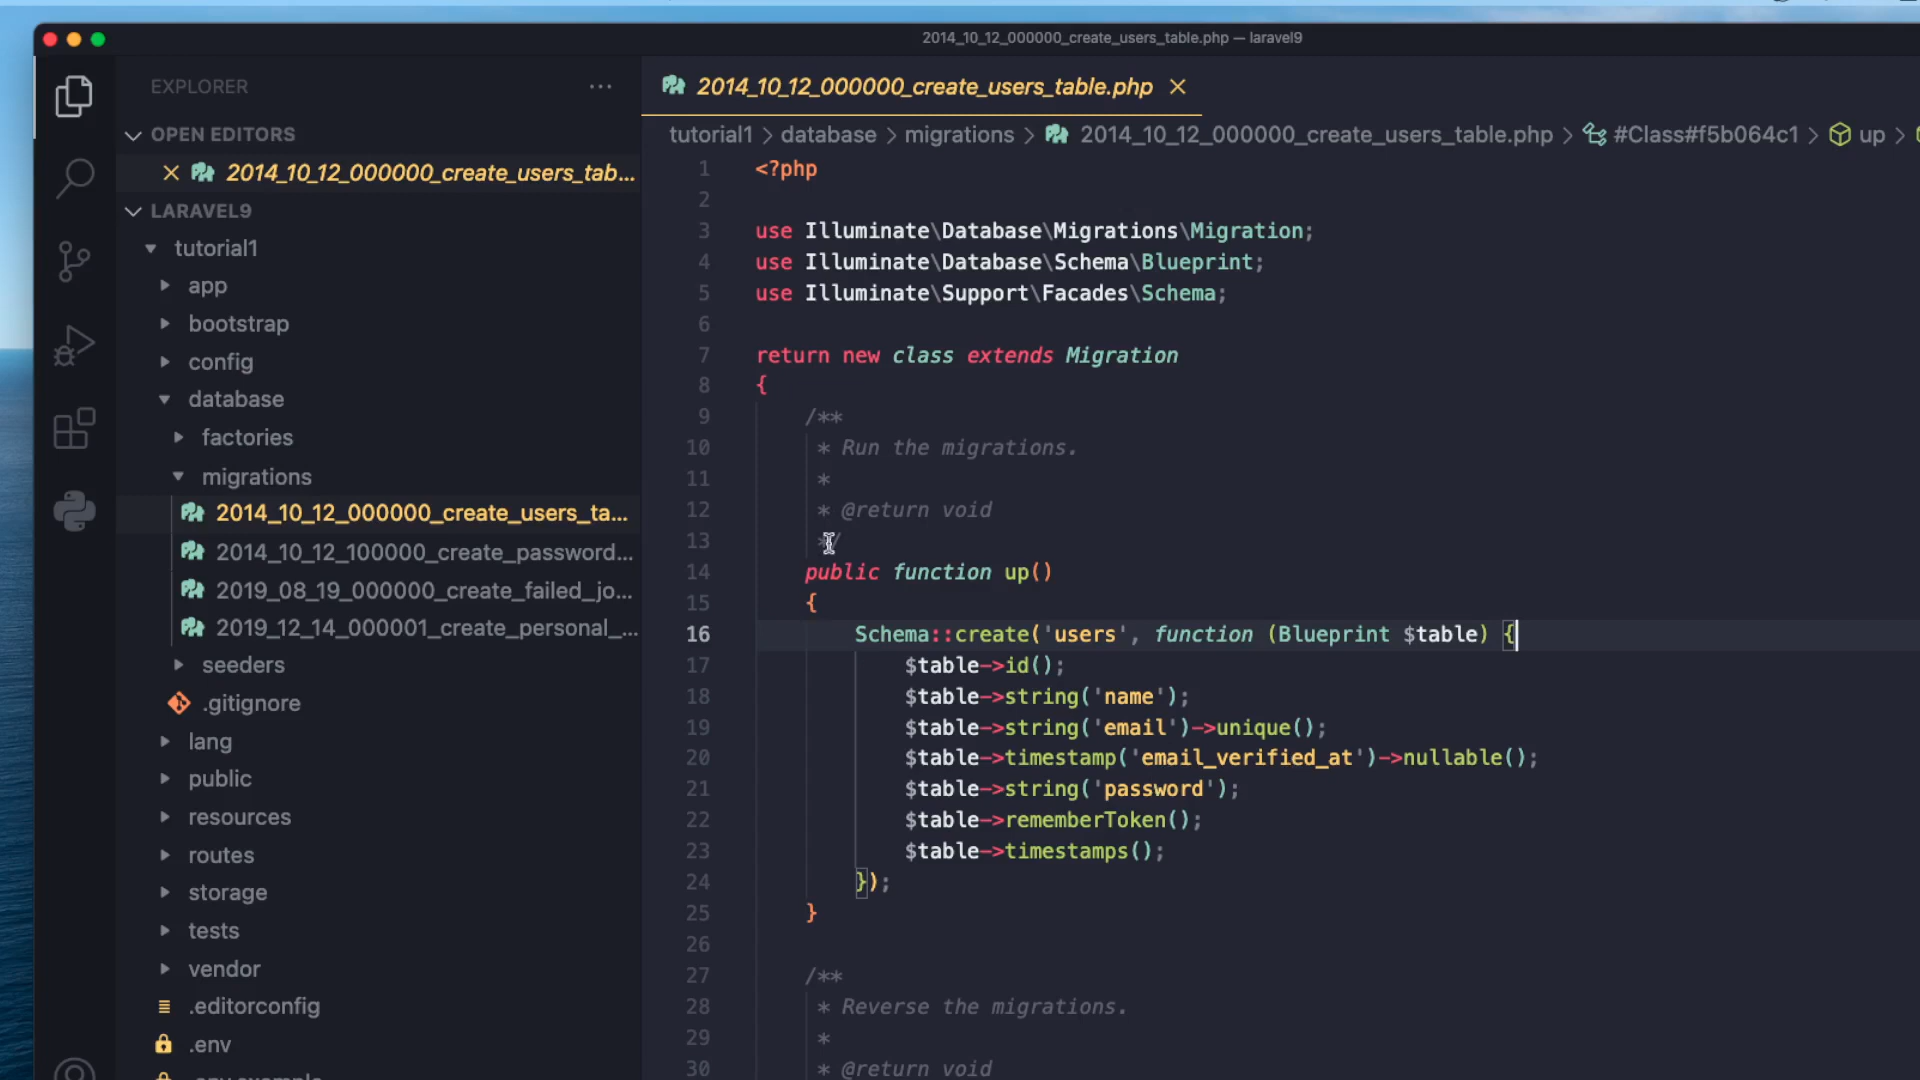 2014_10_12_000000_create_users_table.php — laravel9
EXPLORER
OPEN EDITORS
2014_10_12_000000_create_users_tab...
LARAVEL9
tutorial1
app
bootstrap
config
database
factories
migrations
2014_10_12_000000_create_users_ta...
2014_10_12_100000_create_password...
2019_08_19_000000_create_failed_jo...
2019_12_14_000001_create_personal_...
seeders
.gitignore
lang
public
resources
routes
storage
tests
vendor
.editorconfig
.env
.env.example
2014_10_12_000000_create_users_table.php
tutorial1 > database > migrations > 2014_10_12_000000_create_users_table.php > #Class#f5b064c1 > up >
1 <?php
2
3 use Illuminate\Database\Migrations\Migration;
4 use Illuminate\Database\Schema\Blueprint;
5 use Illuminate\Support\Facades\Schema;
6
7 return new class extends Migration
8 {
9 /**
10 * Run the migrations.
11 *
12 * @return void
13 */
14 public function up()
15 {
16 Schema::create('users', function (Blueprint $table) {
17 $table->id();
18 $table->string('name');
19 $table->string('email')->unique();
20 $table->timestamp('email_verified_at')->nullable();
21 $table->string('password');
22 $table->rememberToken();
23 $table->timestamps();
24 });
25 }
26
27 /**
28 * Reverse the migrations.
29 *
30 * @return void